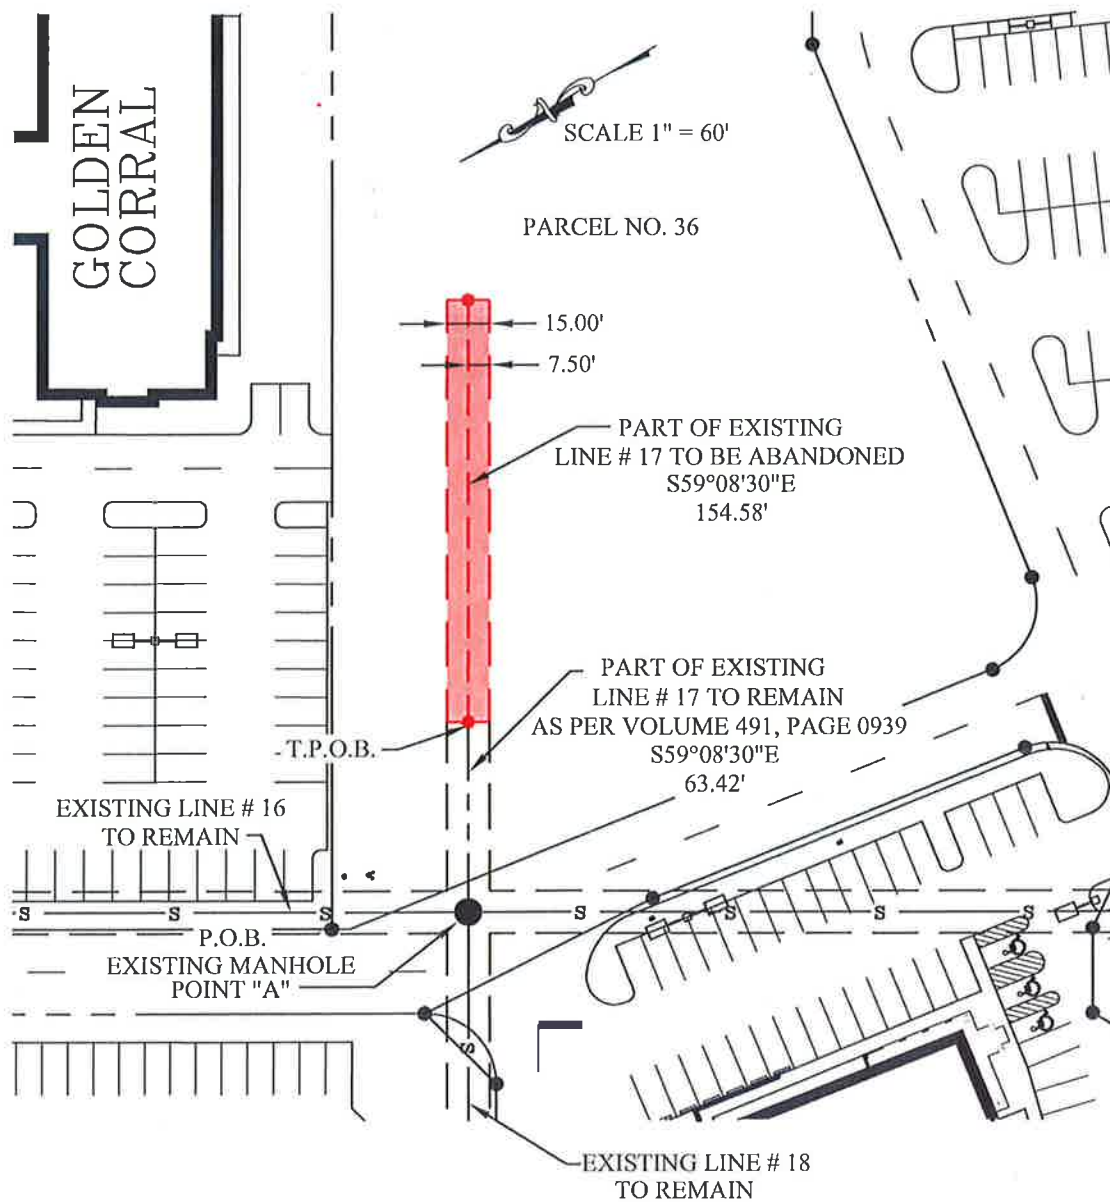 GOLDEN
CORRAL
SCALE 1" = 60'
PARCEL NO. 36
15.00'
7.50'
PART OF EXISTING
LINE # 17 TO BE ABANDONED
S59°08'30"E
154.58'
PART OF EXISTING
LINE # 17 TO REMAIN
AS PER VOLUME 491, PAGE 0939
S59°08'30"E
63.42'
T.P.O.B.
EXISTING LINE # 16
TO REMAIN
S S S S S S S
P.O.B.
EXISTING MANHOLE
POINT "A"
S
EXISTING LINE # 18
TO REMAIN